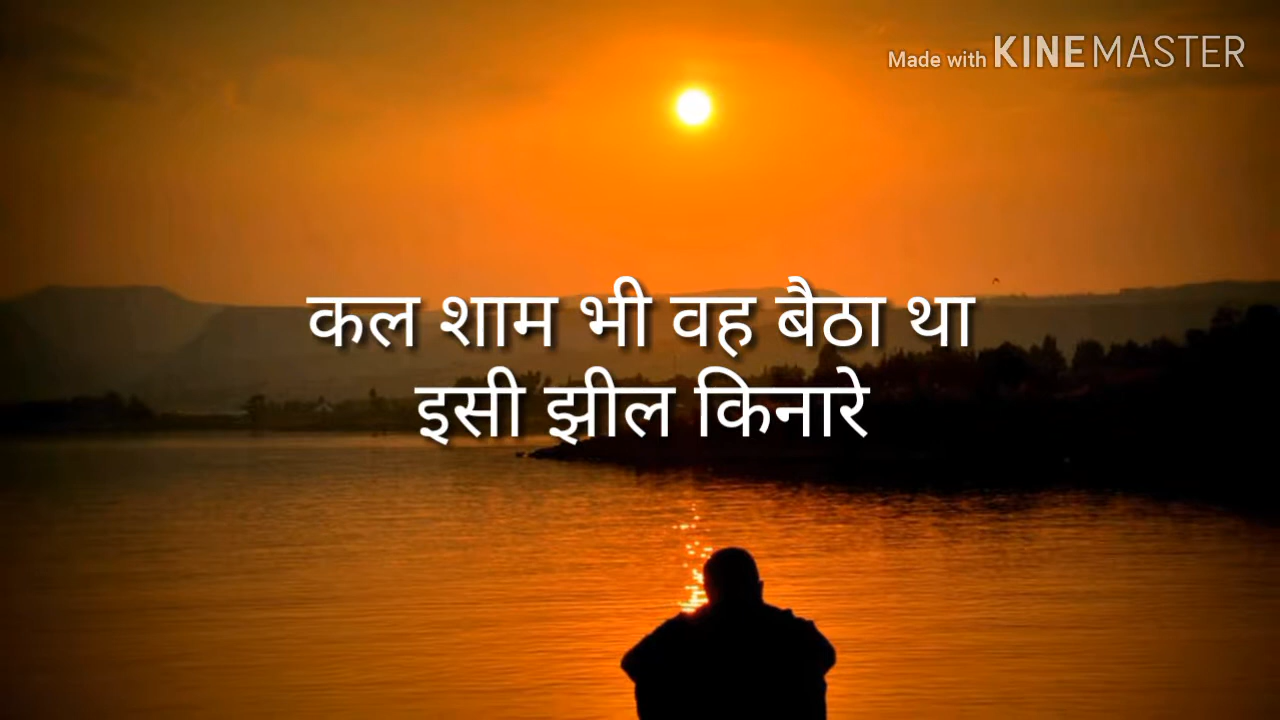 Made with KINEMASTER
कल शाम भी वह बैठा था
इसी झील किनारे